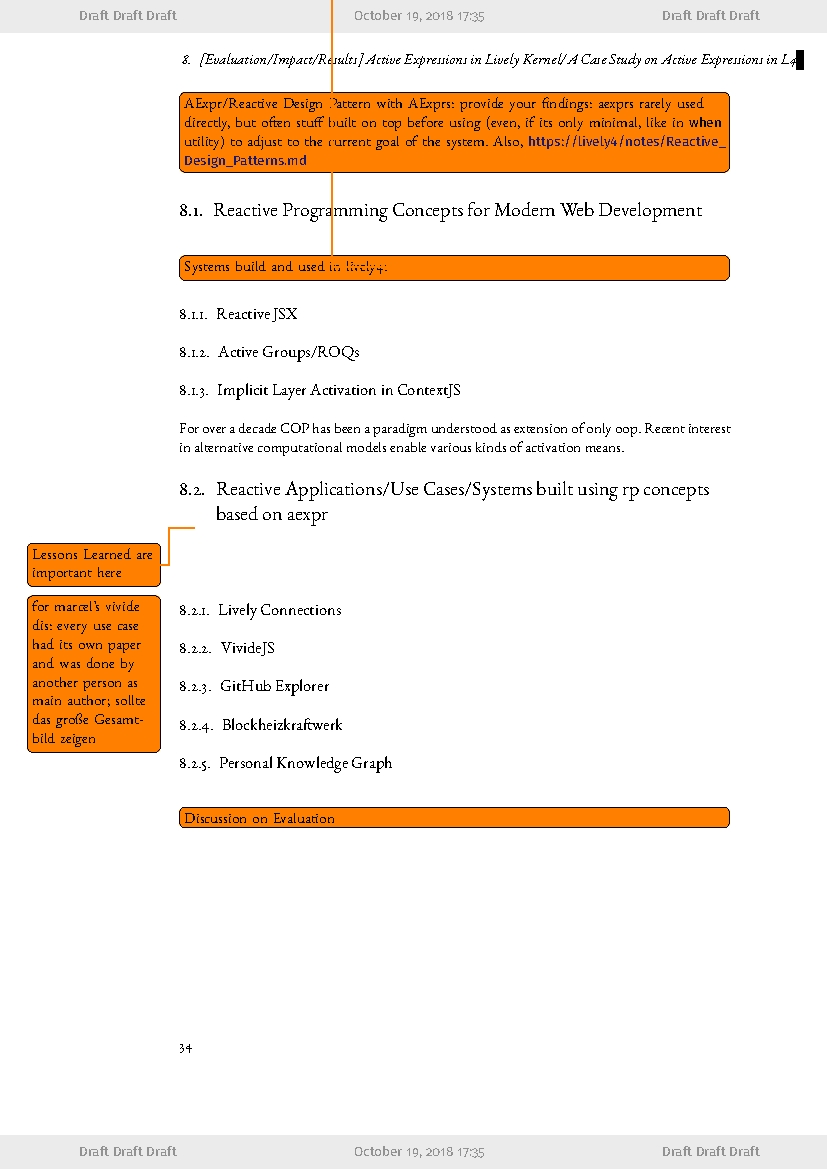 Draft Draft Draft October 19, 2018 17:35 Draft Draft Draft
8. [Evaluation/Impact/Results] Active Expressions in Lively Kernel/ A Case Study on Active Expressions in L4
AExpr/Reactive Design Pattern with AExprs: provide your findings: aexprs rarely used
directly, but often stuff built on top before using (even, if its only minimal, like in when
utility) to adjust to the current goal of the system. Also, https://lively4/notes/Reactive_
Design_Patterns.md
8.1. Reactive Programming Concepts for Modern Web Development
Systems build and used in lively4:
8.1.1. Reactive JSX
8.1.2. Active Groups/ROQs
8.1.3. Implicit Layer Activation in ContextJS
For over a decade COP has been a paradigm understood as extension of only oop. Recent interest
in alternative computational models enable various kinds of activation means.
8.2. Reactive Applications/Use Cases/Systems built using rp concepts
based on aexpr
Lessons Learned are
important here
for marcel's vivide
dis: every use case
had its own paper
and was done by
another person as
main author; sollte
das große Gesamt-
bild zeigen
8.2.1. Lively Connections
8.2.2. VivideJS
8.2.3. GitHub Explorer
8.2.4. Blockheizkraftwerk
8.2.5. Personal Knowledge Graph
Discussion on Evaluation
34
Draft Draft Draft October 19, 2018 17:35 Draft Draft Draft